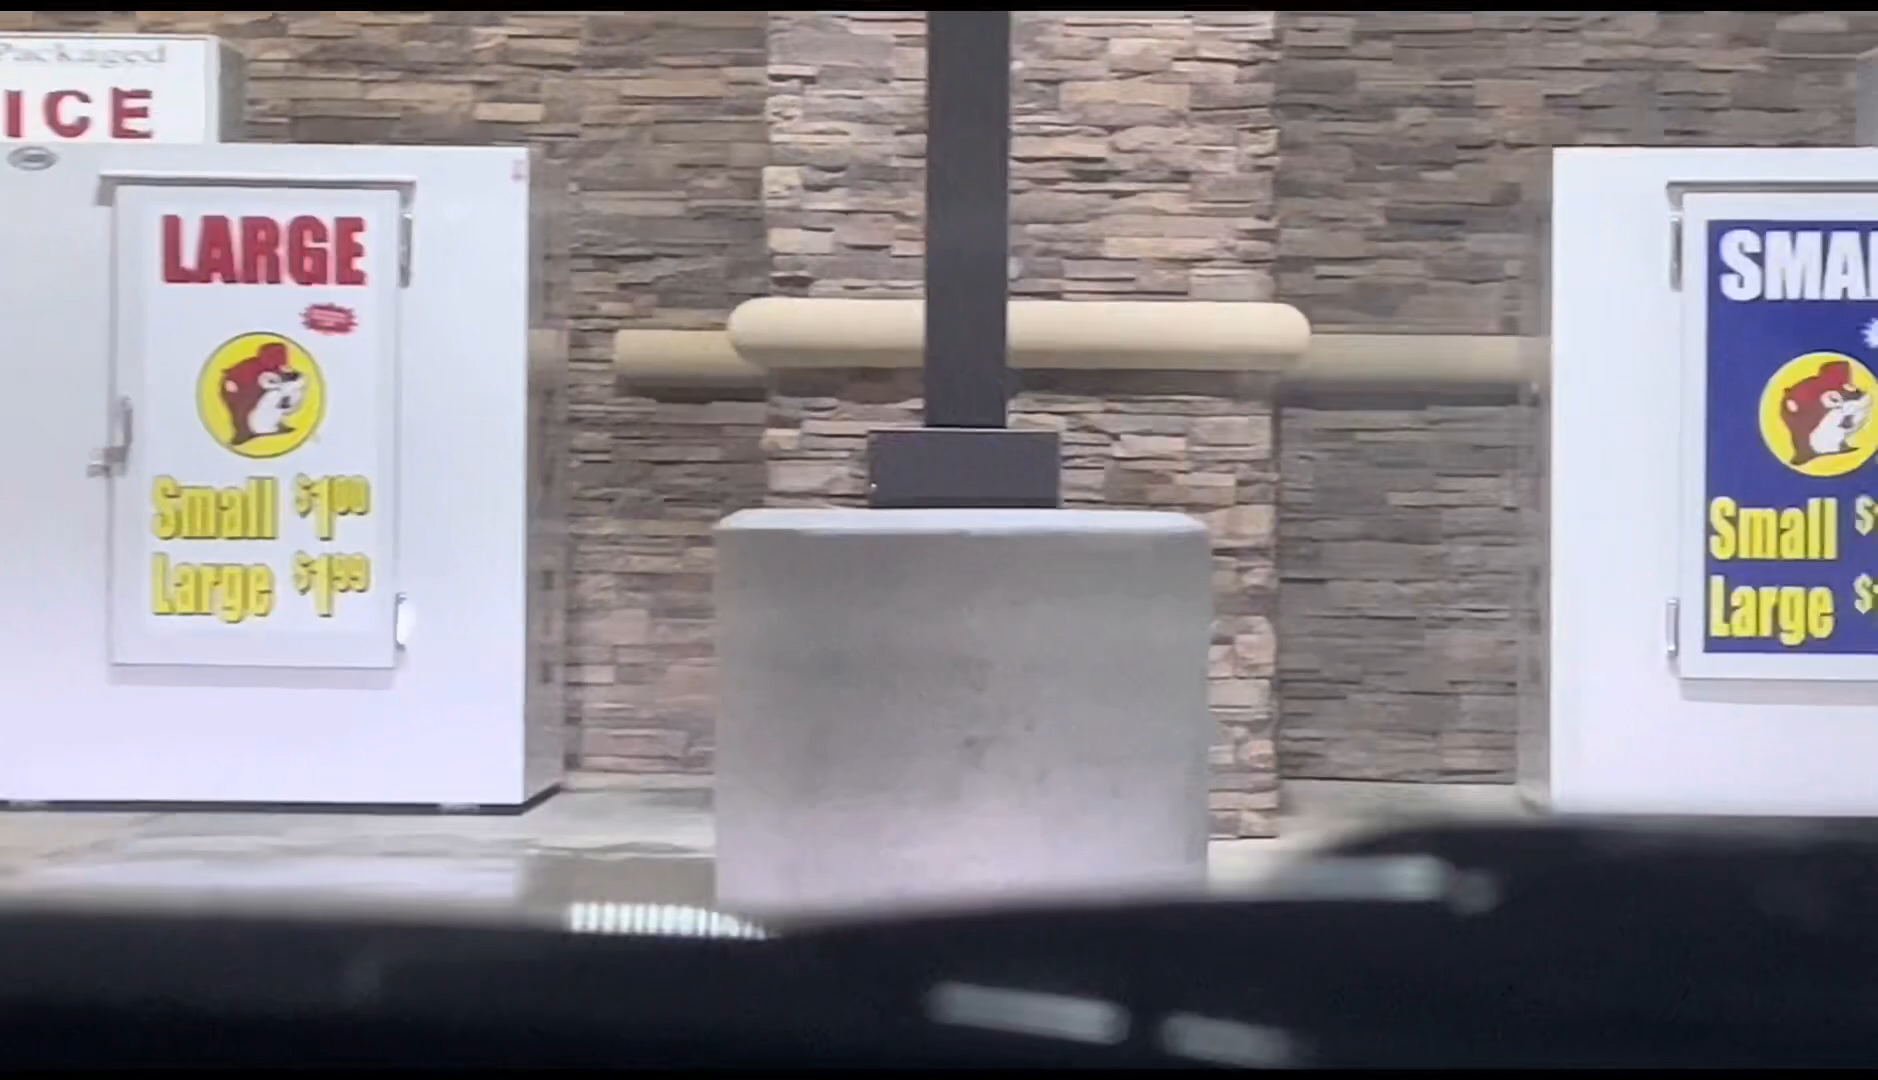 Packaged
ICE
LARGE
Small $1.00
Large $1.99
SMA
Small $
Large $